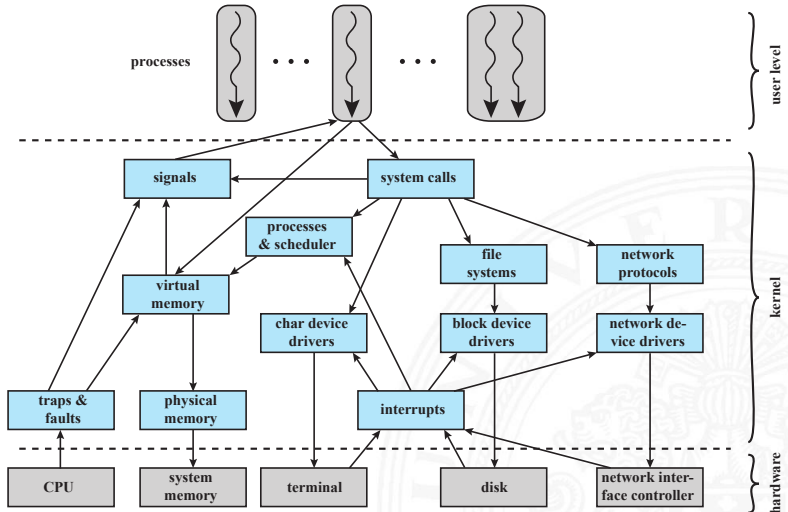 processes
user level
signals
system calls
processes
& scheduler
file
systems
network
protocols
virtual
memory
char device
drivers
block device
drivers
network de-
vice drivers
kernel
traps &
faults
physical
memory
interrupts
CPU
system
memory
terminal
disk
network inter-
face controller
hardware